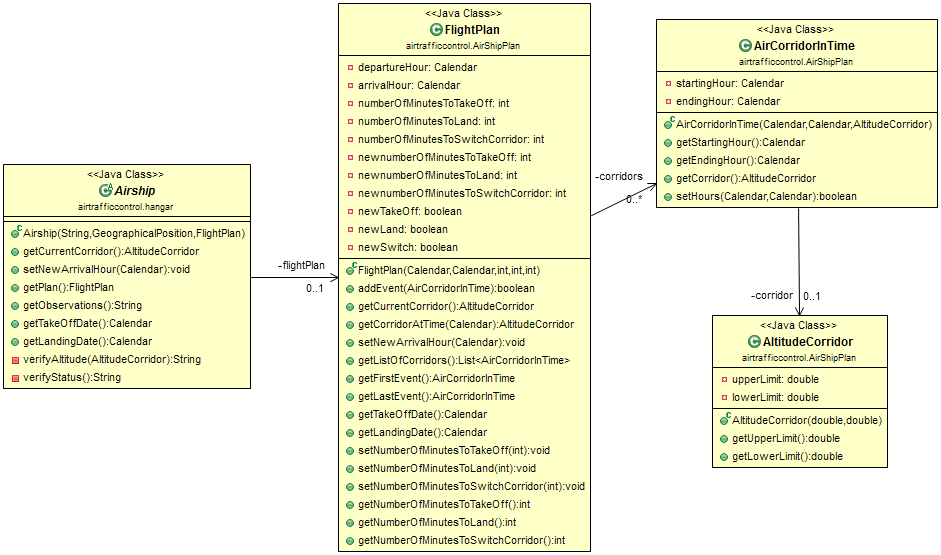 <<Java Class>>
Airship
airtrafficcontrol.hangar
Airship(String,GeographicalPosition,FlightPlan)
getCurrentCorridor():AltitudeCorridor
setNewArrivalHour(Calendar):void
getPlan():FlightPlan
getObservations():String
getTakeOffDate():Calendar
getLandingDate():Calendar
verifyAltitude(AltitudeCorridor):String
verifyStatus():String
-flightPlan
0..1
<<Java Class>>
FlightPlan
airtrafficcontrol.AirShipPlan
departureHour: Calendar
arrivalHour: Calendar
numberOfMinutesToTakeOff: int
numberOfMinutesToLand: int
numberOfMinutesToSwitchCorridor: int
newnumberOfMinutesToTakeOff: int
newnumberOfMinutesToLand: int
newnumberOfMinutesToSwitchCorridor: int
newTakeOff: boolean
newLand: boolean
newSwitch: boolean
FlightPlan(Calendar,Calendar,int,int,int)
addEvent(AirCorridorInTime):boolean
getCurrentCorridor():AltitudeCorridor
getCorridorAtTime(Calendar):AltitudeCorridor
setNewArrivalHour(Calendar):void
getListOfCorridors():List<AirCorridorInTime>
getFirstEvent():AirCorridorInTime
getLastEvent():AirCorridorInTime
getTakeOffDate():Calendar
getLandingDate():Calendar
setNumberOfMinutesToTakeOff(int):void
setNumberOfMinutesToLand(int):void
setNumberOfMinutesToSwitchCorridor(int):void
getNumberOfMinutesToTakeOff():int
getNumberOfMinutesToLand():int
getNumberOfMinutesToSwitchCorridor():int
-corridors
0..*
<<Java Class>>
AirCorridorInTime
airtrafficcontrol.AirShipPlan
startingHour: Calendar
endingHour: Calendar
AirCorridorInTime(Calendar,Calendar,AltitudeCorridor)
getStartingHour():Calendar
getEndingHour():Calendar
getCorridor():AltitudeCorridor
setHours(Calendar,Calendar):boolean
-corridor
0..1
<<Java Class>>
AltitudeCorridor
airtrafficcontrol.AirShipPlan
upperLimit: double
lowerLimit: double
AltitudeCorridor(double,double)
getUpperLimit():double
getLowerLimit():double